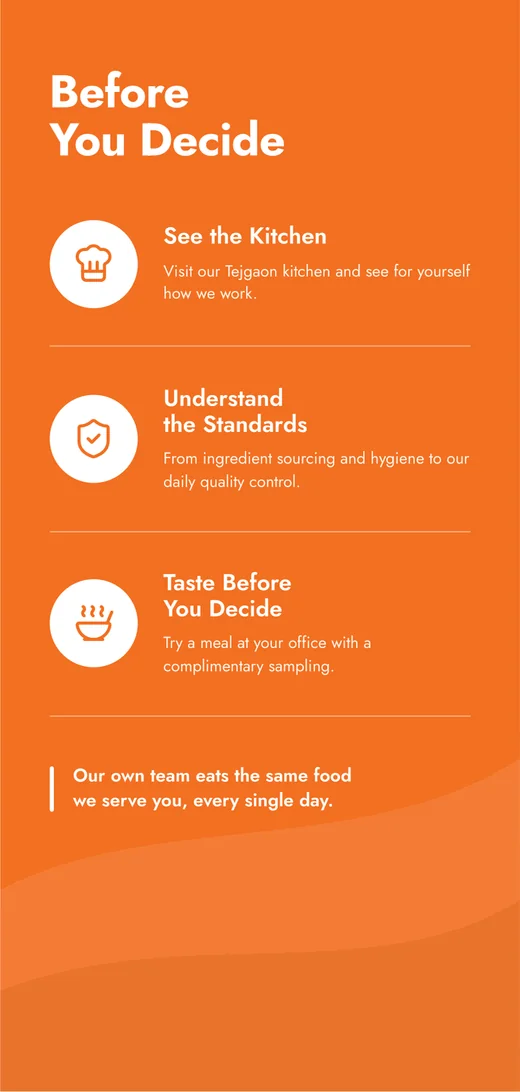 Before
You Decide
See the Kitchen
Visit our Tejgaon kitchen and see for yourself
how we work.
Understand
the Standards
From ingredient sourcing and hygiene to our
daily quality control.
Taste Before
You Decide
Try a meal at your office with a
complimentary sampling.
Our own team eats the same food
we serve you, every single day.